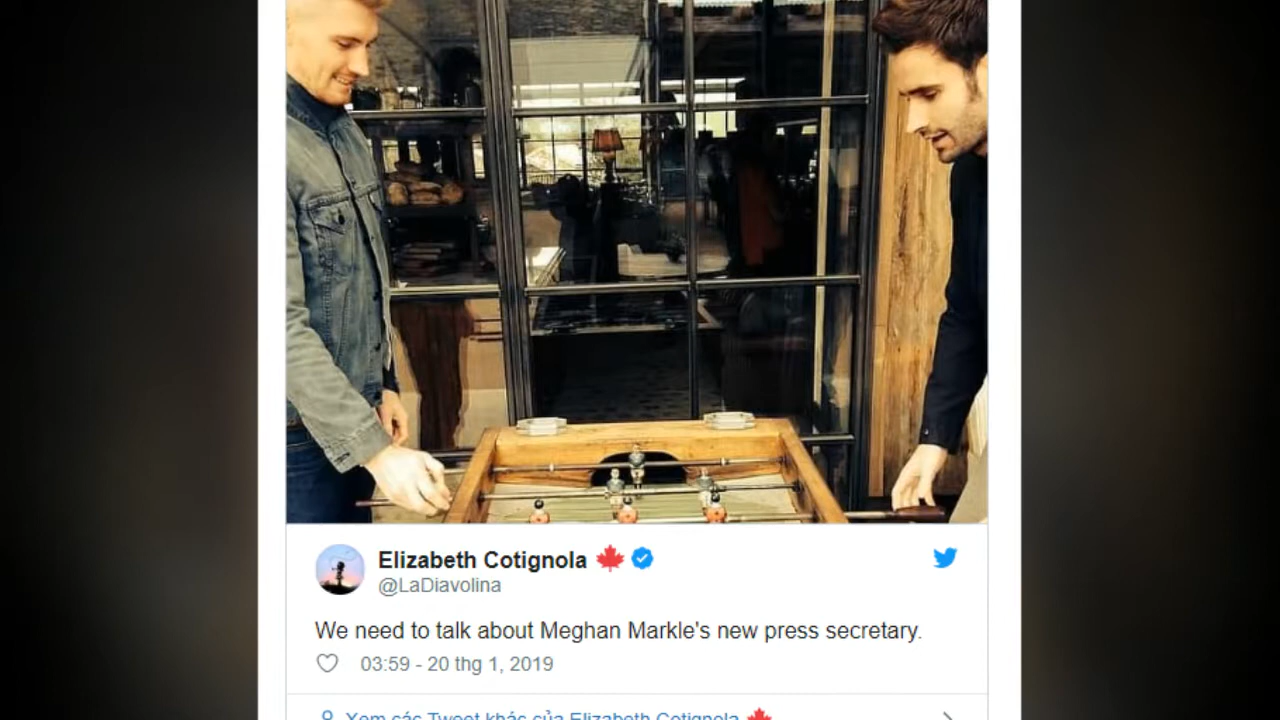 Elizabeth Cotignola
@LaDiavolina
We need to talk about Meghan Markle's new press secretary.
03:59 - 20 thg 1, 2019
Xem các Tweet khác của Elizabeth Cotignola